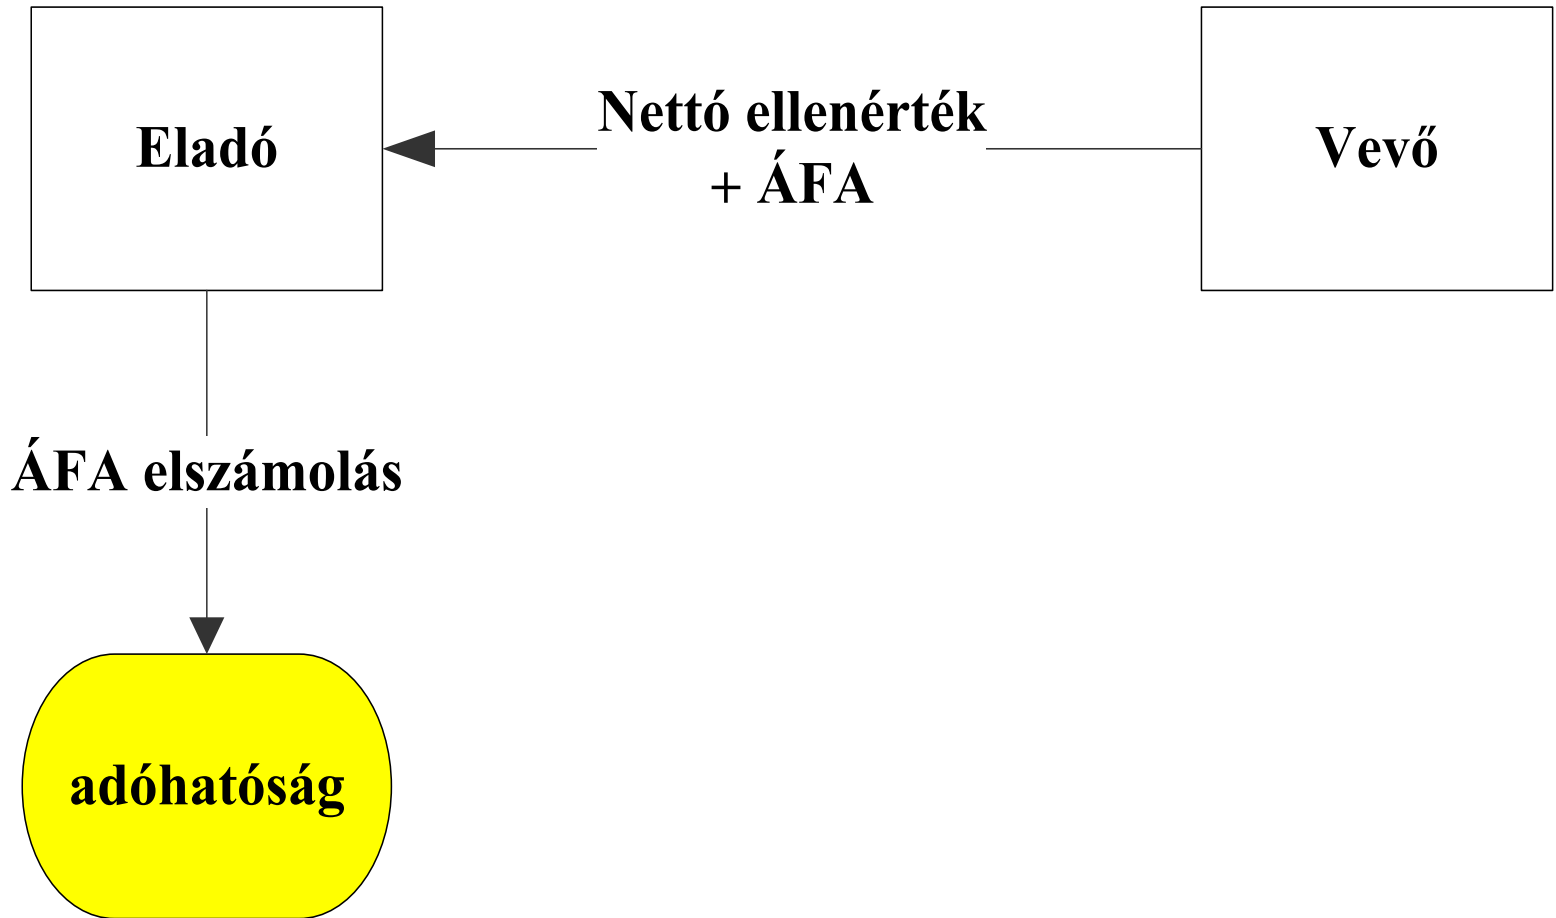 Eladó
Nettó ellenérték
+ ÁFA
Vevő
ÁFA elszámolás
adóhatóság